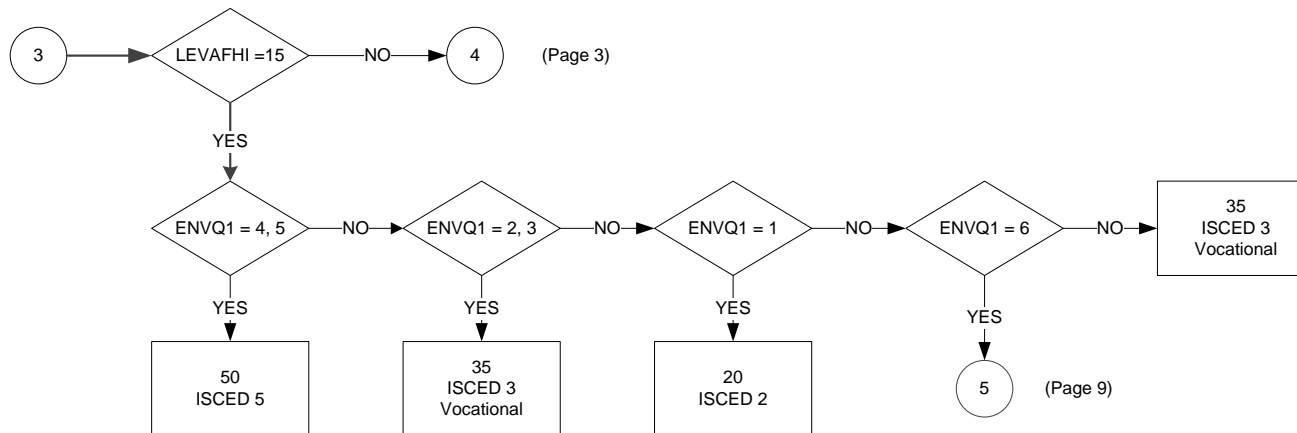 3
LEVAFHI =15
NO
4
(Page 3)
YES
ENVQ1 = 4, 5
NO
ENVQ1 = 2, 3
NO
ENVQ1 = 1
NO
ENVQ1 = 6
NO
35
ISCED 3
Vocational
YES
YES
YES
YES
50
ISCED 5
35
ISCED 3
Vocational
20
ISCED 2
5
(Page 9)